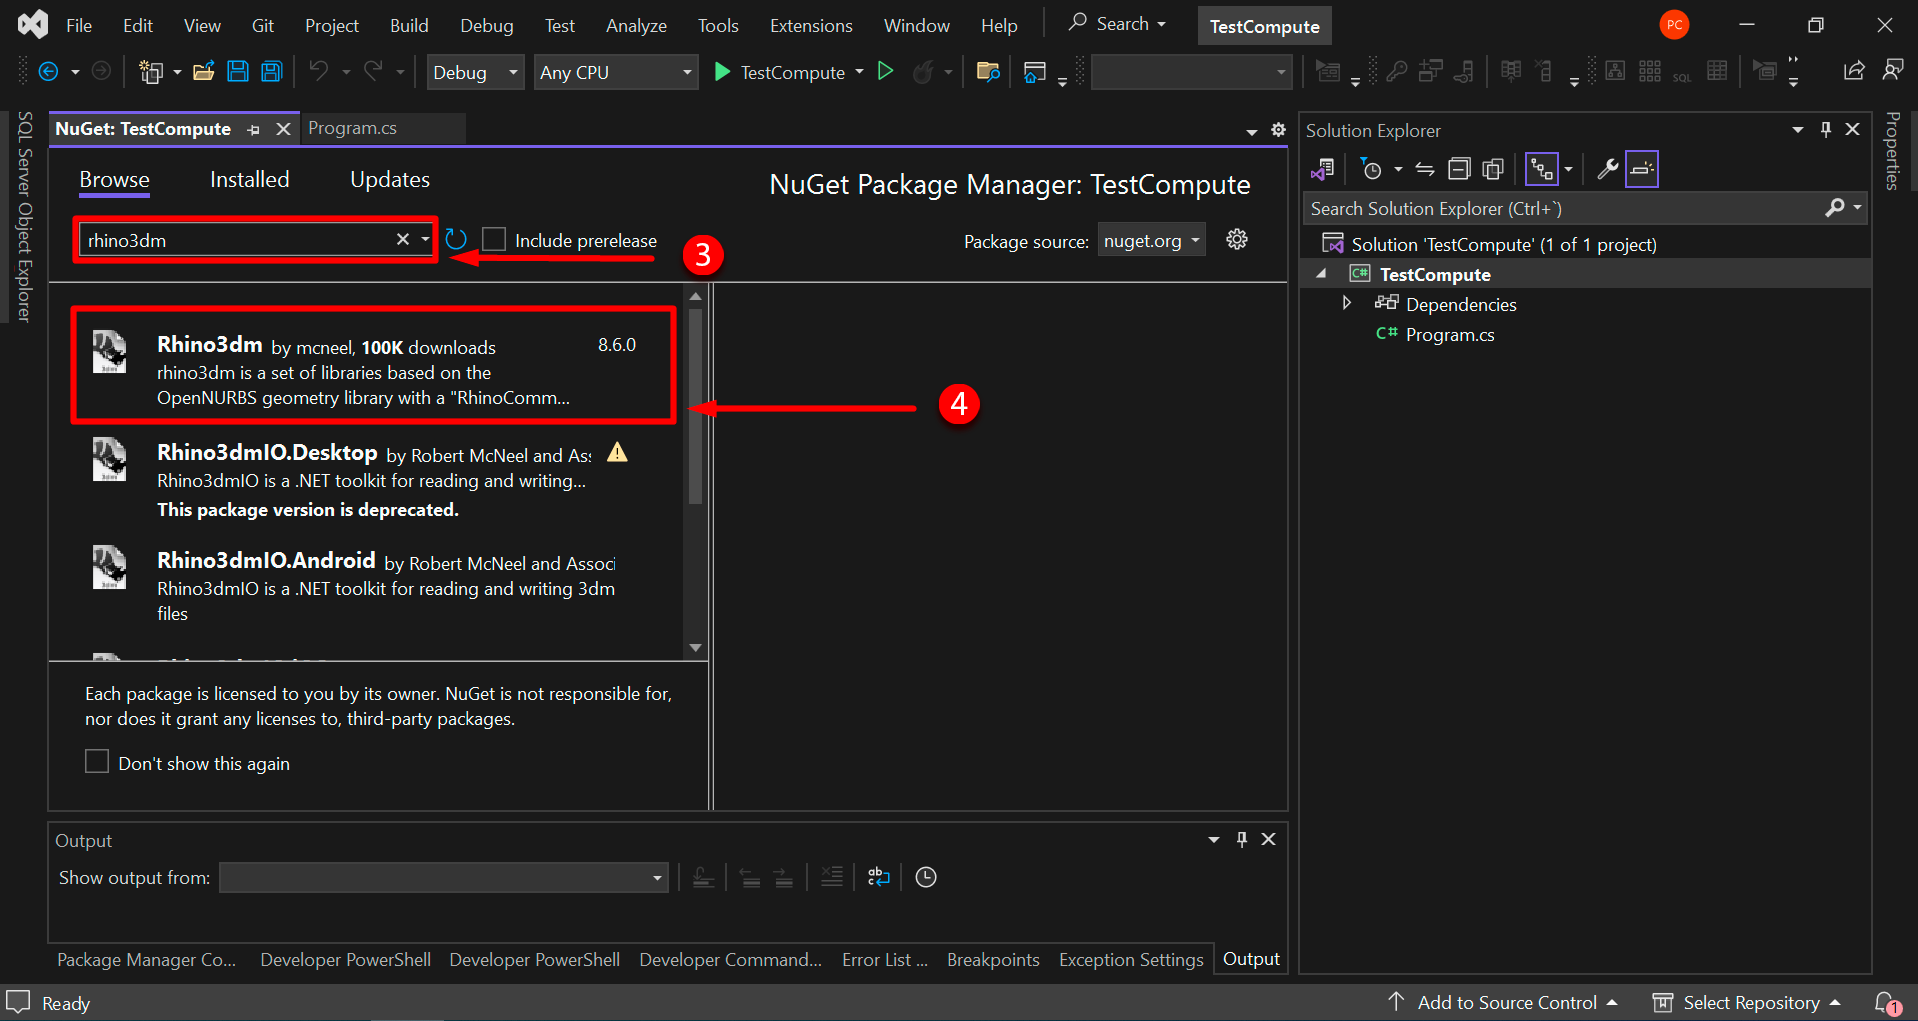 File Edit View Git Project Build Debug Test Analyze Tools Extensions Window Help Search TestCompute PC
Debug Any CPU TestCompute SQL
SQL Server Object Explorer
NuGet: TestCompute Program.cs
Browse Installed Updates NuGet Package Manager: TestCompute
rhino3dm Include prerelease 3 Package source: nuget.org
Rhino3dm by mcneel, 100K downloads 8.6.0
rhino3dm is a set of libraries based on the
OpenNURBS geometry library with a "RhinoComm...
4
Rhino3dmIO.Desktop by Robert McNeel and Ass
Rhino3dmIO is a .NET toolkit for reading and writing...
This package version is deprecated.
Rhino3dmIO.Android by Robert McNeel and Associ
Rhino3dmIO is a .NET toolkit for reading and writing 3dm
files
Each package is licensed to you by its owner. NuGet is not responsible for,
nor does it grant any licenses to, third-party packages.
Don't show this again
Output
Show output from:
Package Manager Co... Developer PowerShell Developer PowerShell Developer Command... Error List ... Breakpoints Exception Settings Output
Solution Explorer
Search Solution Explorer (Ctrl+`)
Solution 'TestCompute' (1 of 1 project)
C# TestCompute
Dependencies
C# Program.cs
Properties
Ready Add to Source Control Select Repository 1